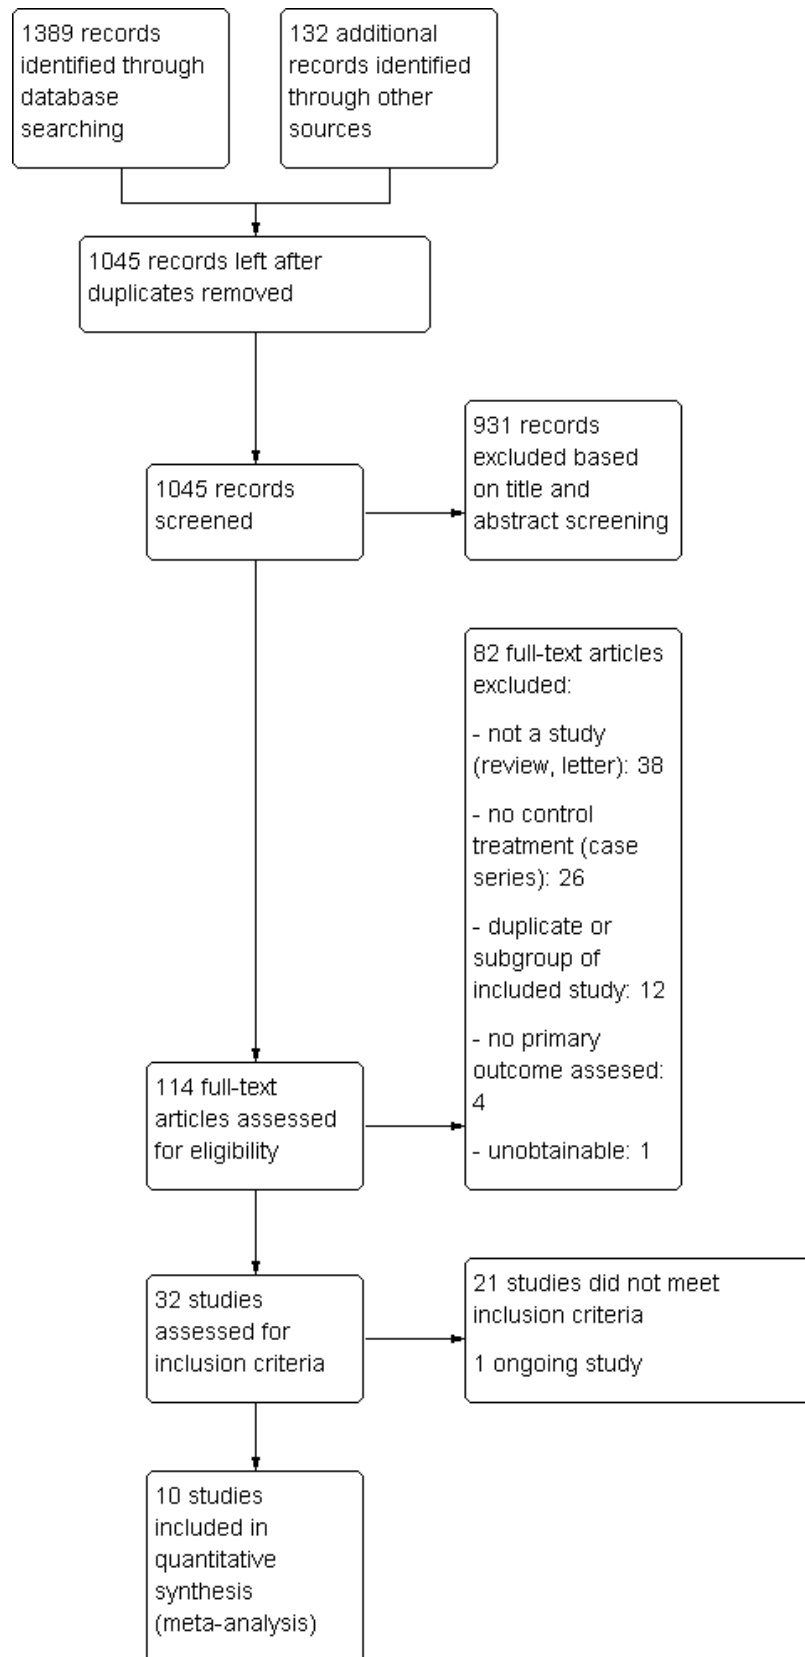 1389 records
identified through
database
searching
132 additional
records identified
through other
sources
1045 records left after
duplicates removed
1045 records
screened
931 records
excluded based
on title and
abstract screening
82 full-text articles
excluded:
- not a study
(review, letter): 38
- no control
treatment (case
series): 26
- duplicate or
subgroup of
included study: 12
- no primary
outcome assesed:
4
- unobtainable: 1
114 full-text
articles assessed
for eligibility
32 studies
assessed for
inclusion criteria
21 studies did not meet
inclusion criteria
1 ongoing study
10 studies
included in
quantitative
synthesis
(meta-analysis)